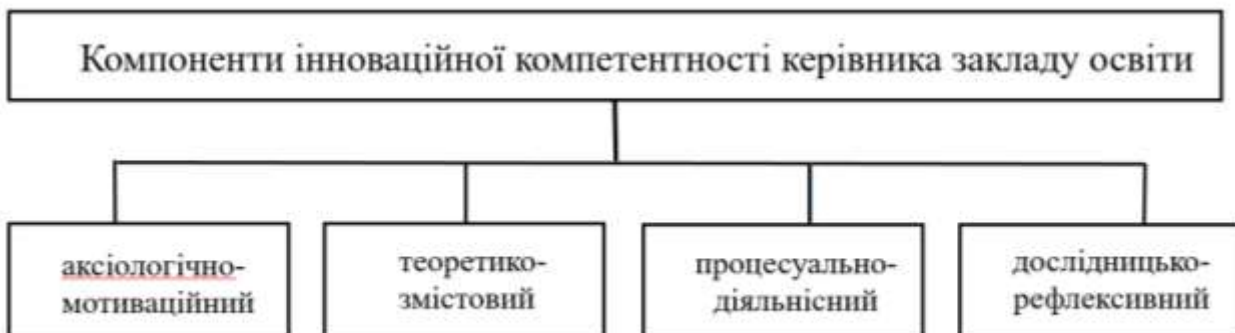 Компоненти інноваційної компетентності керівника закладу освіти
аксіологічно-
мотиваційний
теоретико-
змістовий
процесуально-
діяльнісний
дослідницько-
рефлексивний